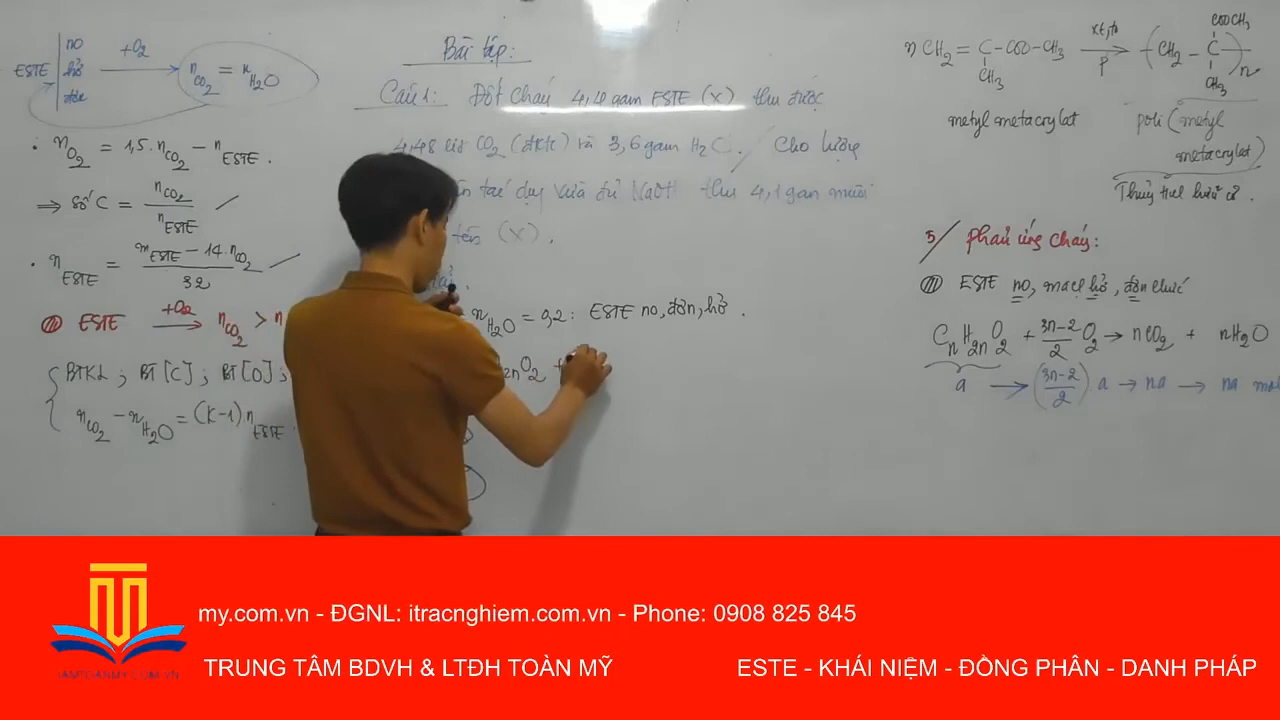 ESTE no hở đơn +O2 → nCO2 = nH2O
• nO2 = 1,5. nCO2 − nESTE.
⇒ số C = nCO2 / nESTE
• nESTE = (mESTE − 14. nCO2) / 32
ESTE +O2 → nCO2 > n
BTKL ; BT[C] ; BT[O] ;
nCO2 − nH2O = (K−1). nESTE
Bài tập:
Câu 1: Đốt cháy 4,4 gam ESTE (X) thu được
4,48 lít CO2 (đktc) và 3,6 gam H2O. Cho lượng
tác dụng vừa đủ NaOH thu 4,1 gam muối
tên (X).
nH2O = 0,2 : ESTE no, đơn, hở.
2nO2 +
n CH2 = C − COO − CH3 xt, to → P ( CH2 − C ) n
CH3 COOCH3 CH3
metyl metacrylat poli (metyl
metacrylat)
Thủy tinh hữu cơ.
5/ Phản ứng cháy:
ESTE no, mạch hở, đơn chức
CnH2nO2 + (3n−2)/2 O2 → nCO2 + nH2O
a → ((3n−2)/2) a → na → na mol
my.com.vn - ĐGNL: itracnghiem.com.vn - Phone: 0908 825 845
TRUNG TÂM BDVH & LTĐH TOÀN MỸ
ESTE - KHÁI NIỆM - ĐỒNG PHÂN - DANH PHÁP